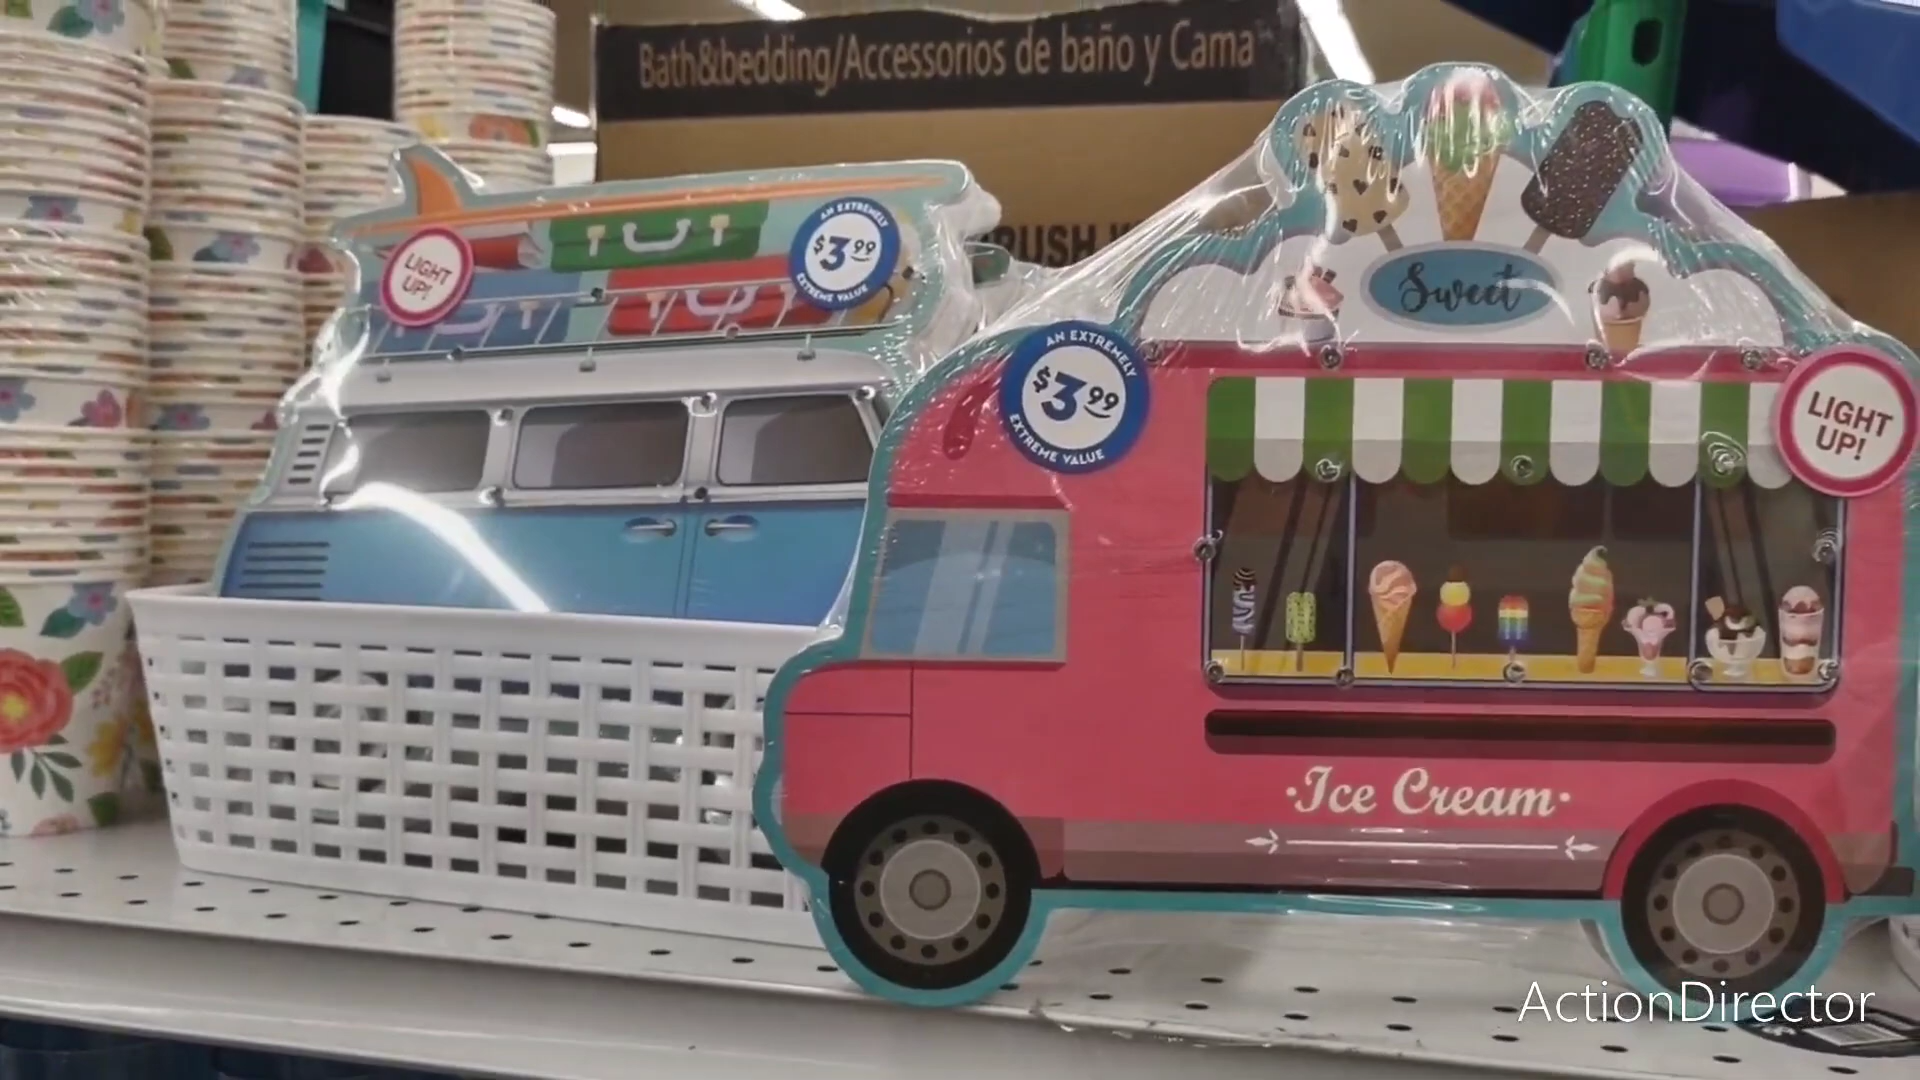 Bath&bedding/Accessorios de baño y Cama
LIGHT
UP!
AN EXTREMELY
$3.99
EXTREME VALUE
RUSH
Sweet
AN EXTREMELY
$3.99
EXTREME VALUE
LIGHT
UP!
·Ice Cream·
ActionDirector